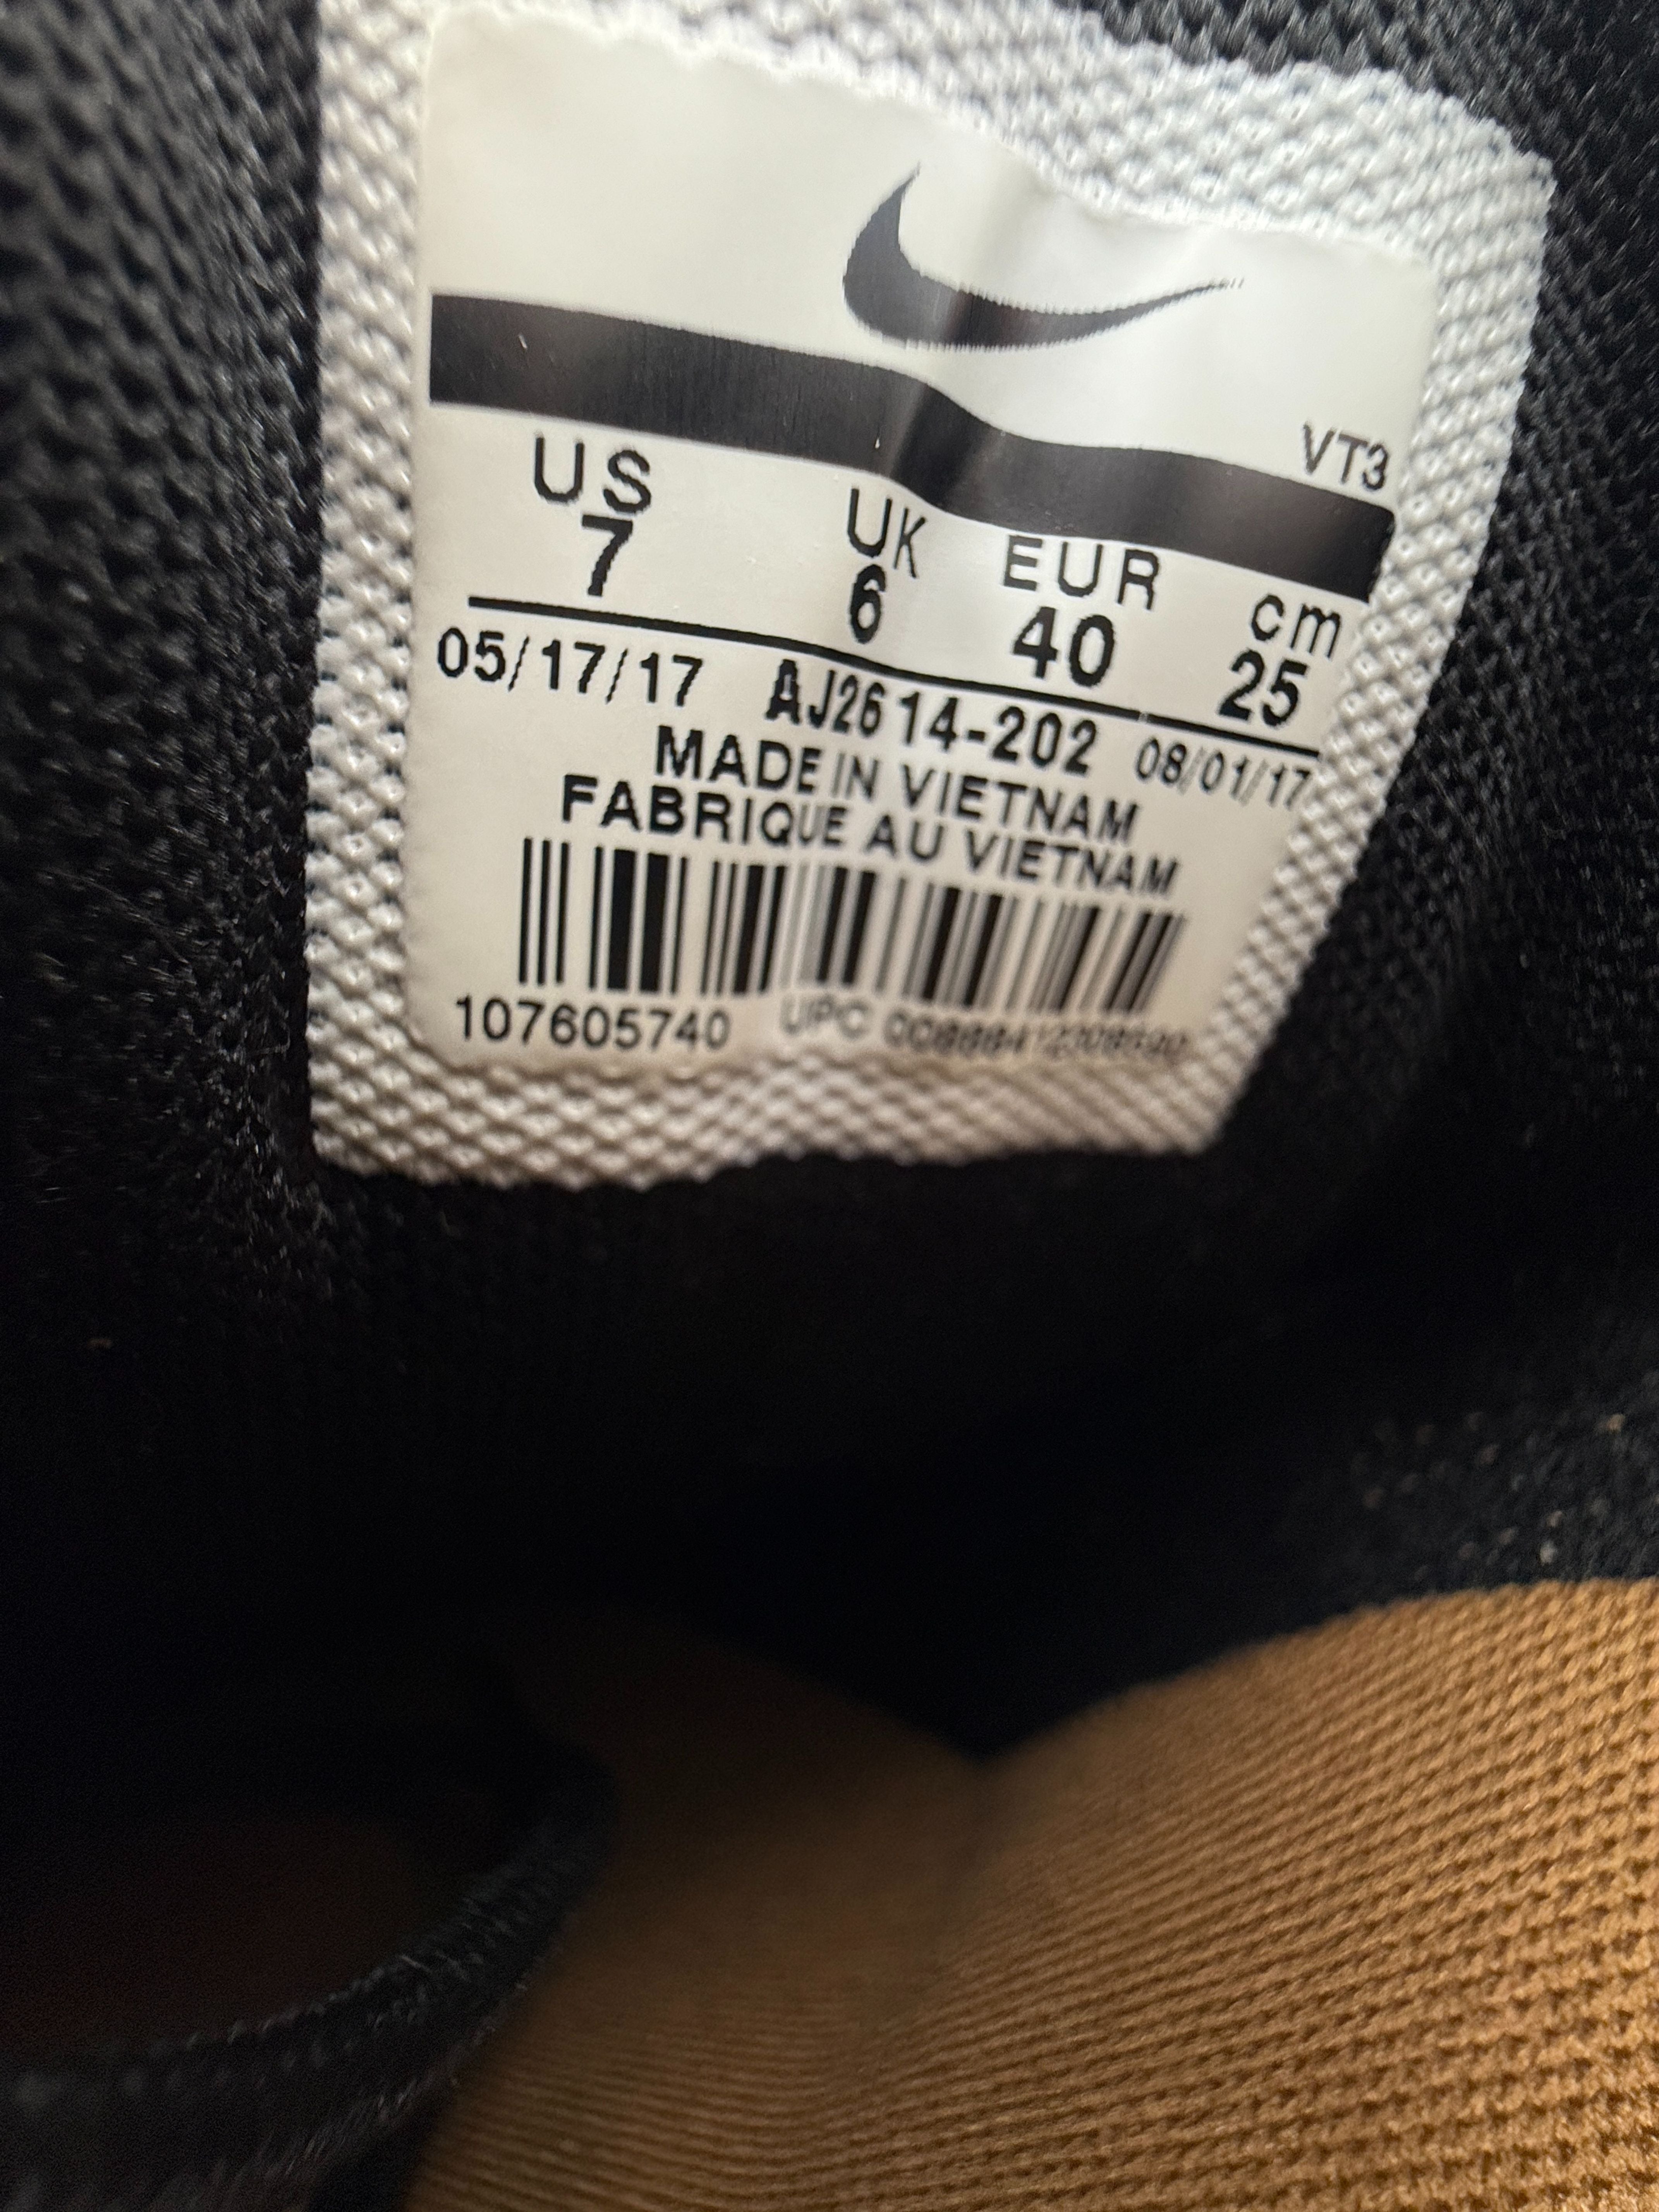 VT3
US UK EUR cm
7 6 40 25
05/17/17 AJ2614-202 08/01/17
MADE IN VIETNAM
FABRIQUE AU VIETNAM
107605740 UPC